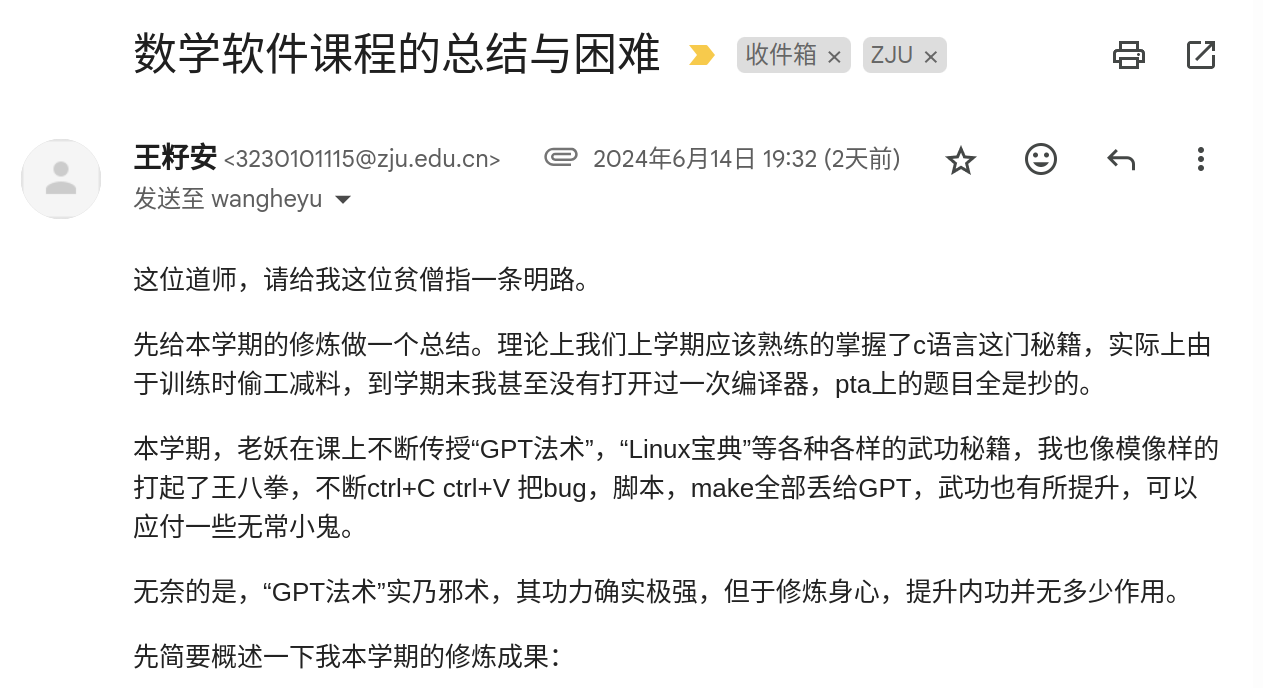 数学软件课程的总结与困难 收件箱 × ZJU ×
王籽安 <3230101115@zju.edu.cn> 2024年6月14日 19:32 (2天前)
发送至 wangheyu
这位道师，请给我这位贫僧指一条明路。
先给本学期的修炼做一个总结。理论上我们上学期应该熟练的掌握了c语言这门秘籍，实际上由
于训练时偷工减料，到学期末我甚至没有打开过一次编译器，pta上的题目全是抄的。
本学期，老妖在课上不断传授“GPT法术”，“Linux宝典”等各种各样的武功秘籍，我也像模像样的
打起了王八拳，不断ctrl+C ctrl+V 把bug，脚本，make全部丢给GPT，武功也有所提升，可以
应付一些无常小鬼。
无奈的是，“GPT法术”实乃邪术，其功力确实极强，但于修炼身心，提升内功并无多少作用。
先简要概述一下我本学期的修炼成果：